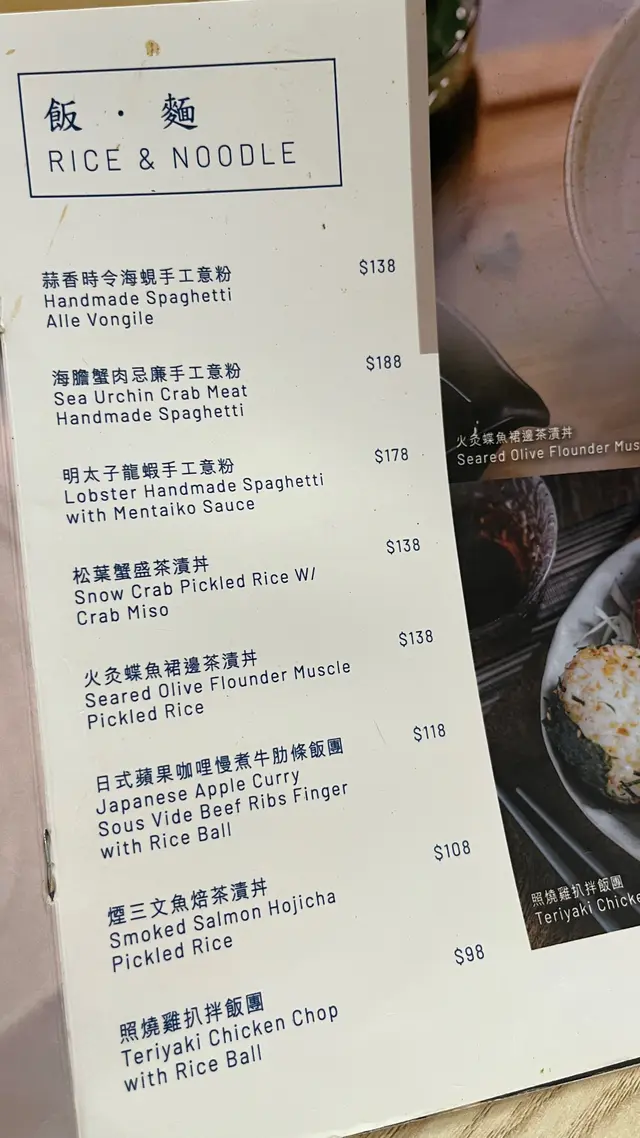 飯・麵
RICE & NOODLE
蒜香時令海蜆手工意粉 $138
Handmade Spaghetti
Alle Vongile
海膽蟹肉忌廉手工意粉 $188
Sea Urchin Crab Meat
Handmade Spaghetti
明太子龍蝦手工意粉 $178
Lobster Handmade Spaghetti
with Mentaiko Sauce
松葉蟹盛茶漬丼 $138
Snow Crab Pickled Rice W/
Crab Miso
火灸蝶魚裙邊茶漬丼 $138
Seared Olive Flounder Muscle
Pickled Rice
日式蘋果咖哩慢煮牛肋條飯團 $118
Japanese Apple Curry
Sous Vide Beef Ribs Finger
with Rice Ball
煙三文魚焙茶漬丼 $108
Smoked Salmon Hojicha
Pickled Rice
照燒雞扒拌飯團 $98
Teriyaki Chicken Chop
with Rice Ball
火灸蝶魚裙邊茶漬丼
Seared Olive Flounder Mus
照燒雞扒拌飯團
Teriyaki Chicke